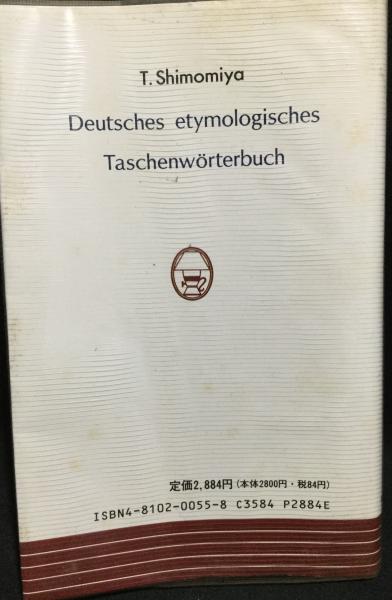 T. Shimomiya
Deutsches etymologisches
Taschenwörterbuch
定価2,884円 (本体2800円・税84円)
ISBN4-8102-0055-8 C3584 P2884E